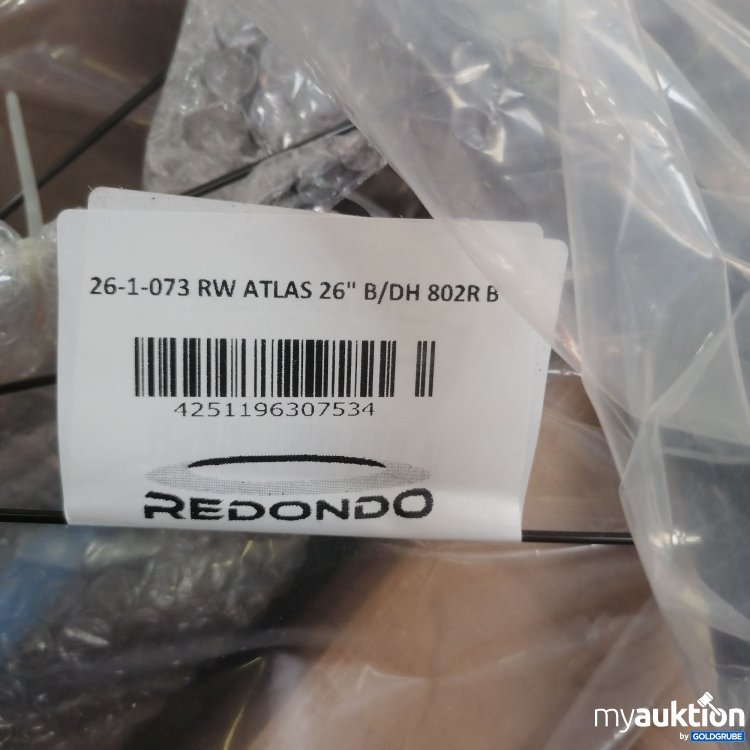 26-1-073 RW ATLAS 26" B/DH 802R B
4251196307534
REDONDO
myauktion
by GOLDGRUBE